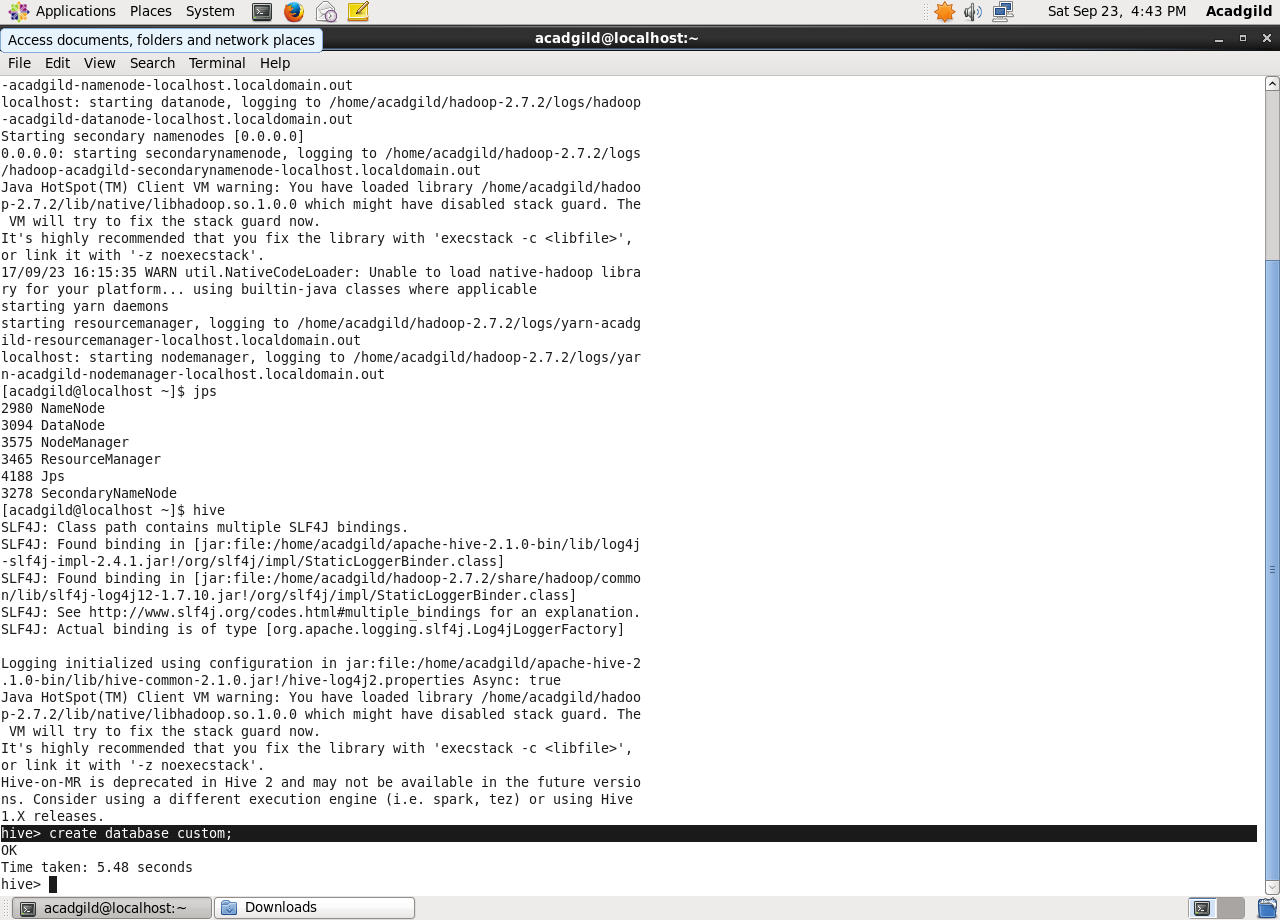 Applications Places System Sat Sep 23, 4:43 PM Acadgild
Access documents, folders and network places
acadgild@localhost:~
File Edit View Search Terminal Help
-acadgild-namenode-localhost.localdomain.out
localhost: starting datanode, logging to /home/acadgild/hadoop-2.7.2/logs/hadoop
-acadgild-datanode-localhost.localdomain.out
Starting secondary namenodes [0.0.0.0]
0.0.0.0: starting secondarynamenode, logging to /home/acadgild/hadoop-2.7.2/logs
/hadoop-acadgild-secondarynamenode-localhost.localdomain.out
Java HotSpot(TM) Client VM warning: You have loaded library /home/acadgild/hadoo
p-2.7.2/lib/native/libhadoop.so.1.0.0 which might have disabled stack guard. The
 VM will try to fix the stack guard now.
It's highly recommended that you fix the library with 'execstack -c <libfile>',
or link it with '-z noexecstack'.
17/09/23 16:15:35 WARN util.NativeCodeLoader: Unable to load native-hadoop libra
ry for your platform... using builtin-java classes where applicable
starting yarn daemons
starting resourcemanager, logging to /home/acadgild/hadoop-2.7.2/logs/yarn-acadg
ild-resourcemanager-localhost.localdomain.out
localhost: starting nodemanager, logging to /home/acadgild/hadoop-2.7.2/logs/yar
n-acadgild-nodemanager-localhost.localdomain.out
[acadgild@localhost ~]$ jps
2980 NameNode
3094 DataNode
3575 NodeManager
3465 ResourceManager
4188 Jps
3278 SecondaryNameNode
[acadgild@localhost ~]$ hive
SLF4J: Class path contains multiple SLF4J bindings.
SLF4J: Found binding in [jar:file:/home/acadgild/apache-hive-2.1.0-bin/lib/log4j
-slf4j-impl-2.4.1.jar!/org/slf4j/impl/StaticLoggerBinder.class]
SLF4J: Found binding in [jar:file:/home/acadgild/hadoop-2.7.2/share/hadoop/commo
n/lib/slf4j-log4j12-1.7.10.jar!/org/slf4j/impl/StaticLoggerBinder.class]
SLF4J: See http://www.slf4j.org/codes.html#multiple_bindings for an explanation.
SLF4J: Actual binding is of type [org.apache.logging.slf4j.Log4jLoggerFactory]
Logging initialized using configuration in jar:file:/home/acadgild/apache-hive-2
.1.0-bin/lib/hive-common-2.1.0.jar!/hive-log4j2.properties Async: true
Java HotSpot(TM) Client VM warning: You have loaded library /home/acadgild/hadoo
p-2.7.2/lib/native/libhadoop.so.1.0.0 which might have disabled stack guard. The
 VM will try to fix the stack guard now.
It's highly recommended that you fix the library with 'execstack -c <libfile>',
or link it with '-z noexecstack'.
Hive-on-MR is deprecated in Hive 2 and may not be available in the future versio
ns. Consider using a different execution engine (i.e. spark, tez) or using Hive
1.X releases.
hive> create database custom;
OK
Time taken: 5.48 seconds
hive>
acadgild@localhost:~ Downloads